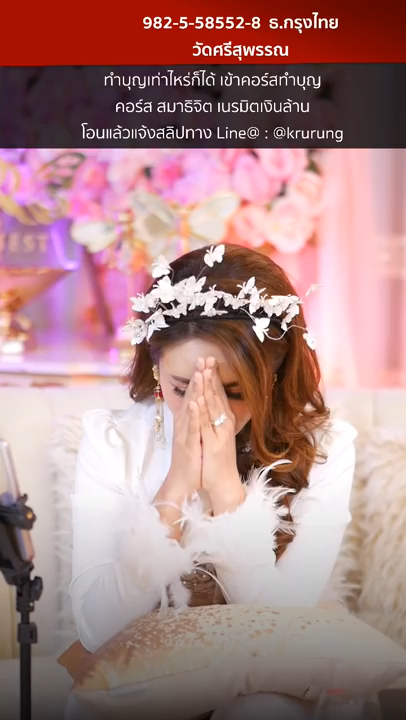 982-5-58552-8 ธ.กรุงไทย
วัดศรีสุพรรณ
ทำบุญเท่าไหร่ก็ได้ เข้าคอร์สทำบุญ
คอร์ส สมาธิจิต เนรมิตเงินล้าน
โอนแล้วแจ้งสลิปทาง Line@ : @krurung